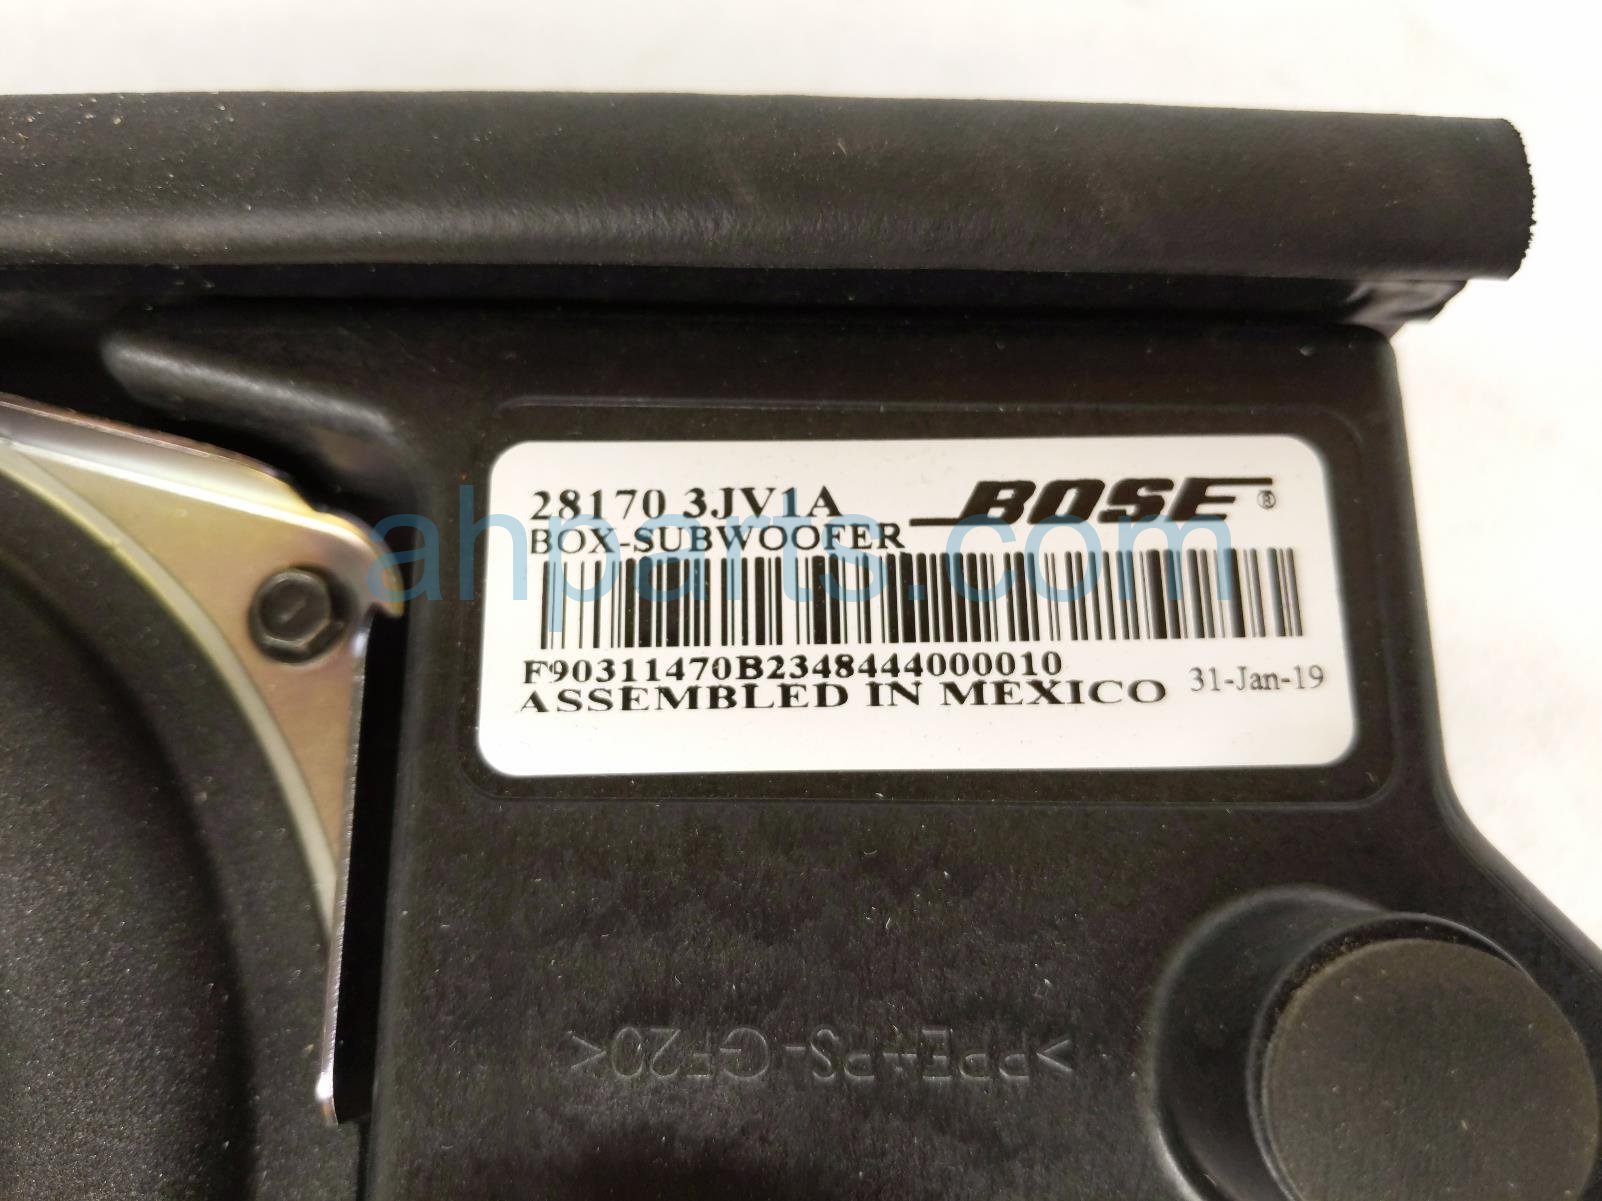 28170 3JV1A BOSE®
BOX-SUBWOOFER
F90311470B2348444000010
ASSEMBLED IN MEXICO 31-Jan-19
ahparts.com
>PPE+PS-GF20<